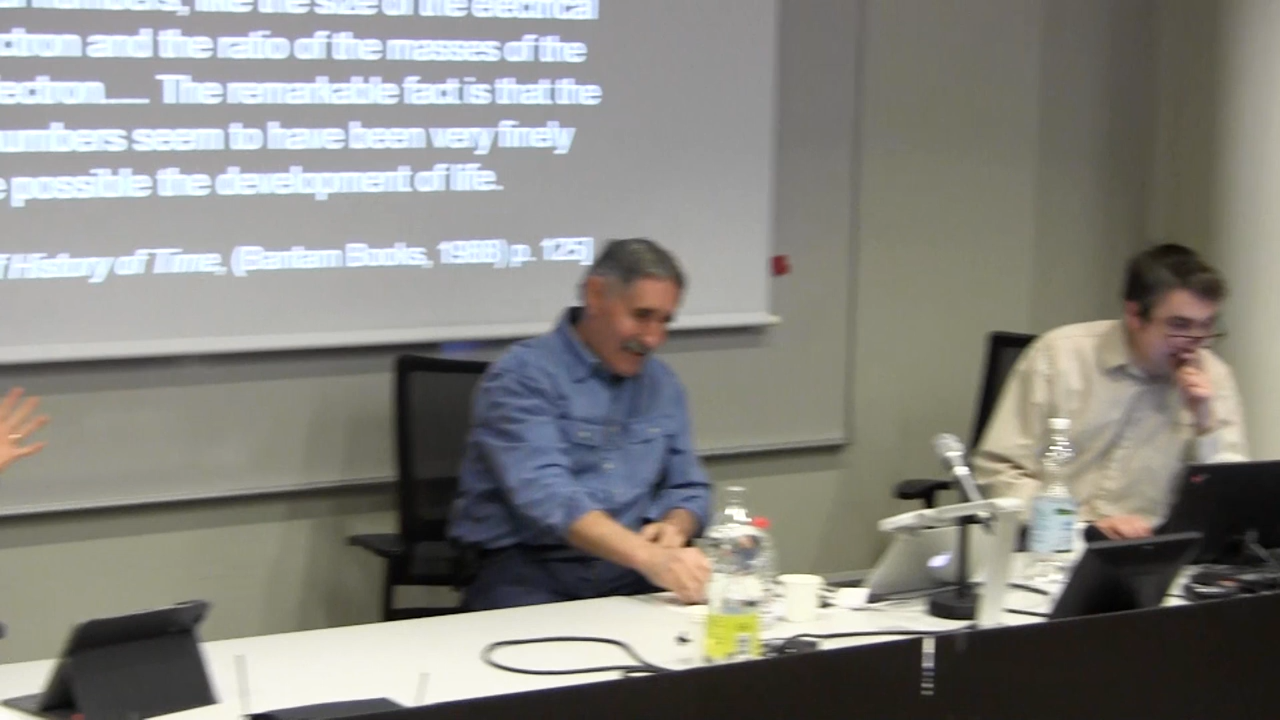 numbers, like the size of the electrical
ctron and the ratio of the masses of the
ectron.... The remarkable fact is that the
umbers seem to have been very finely
e possible the development of life.
f History of Time, (Bantam Books, 1988) p. 125]